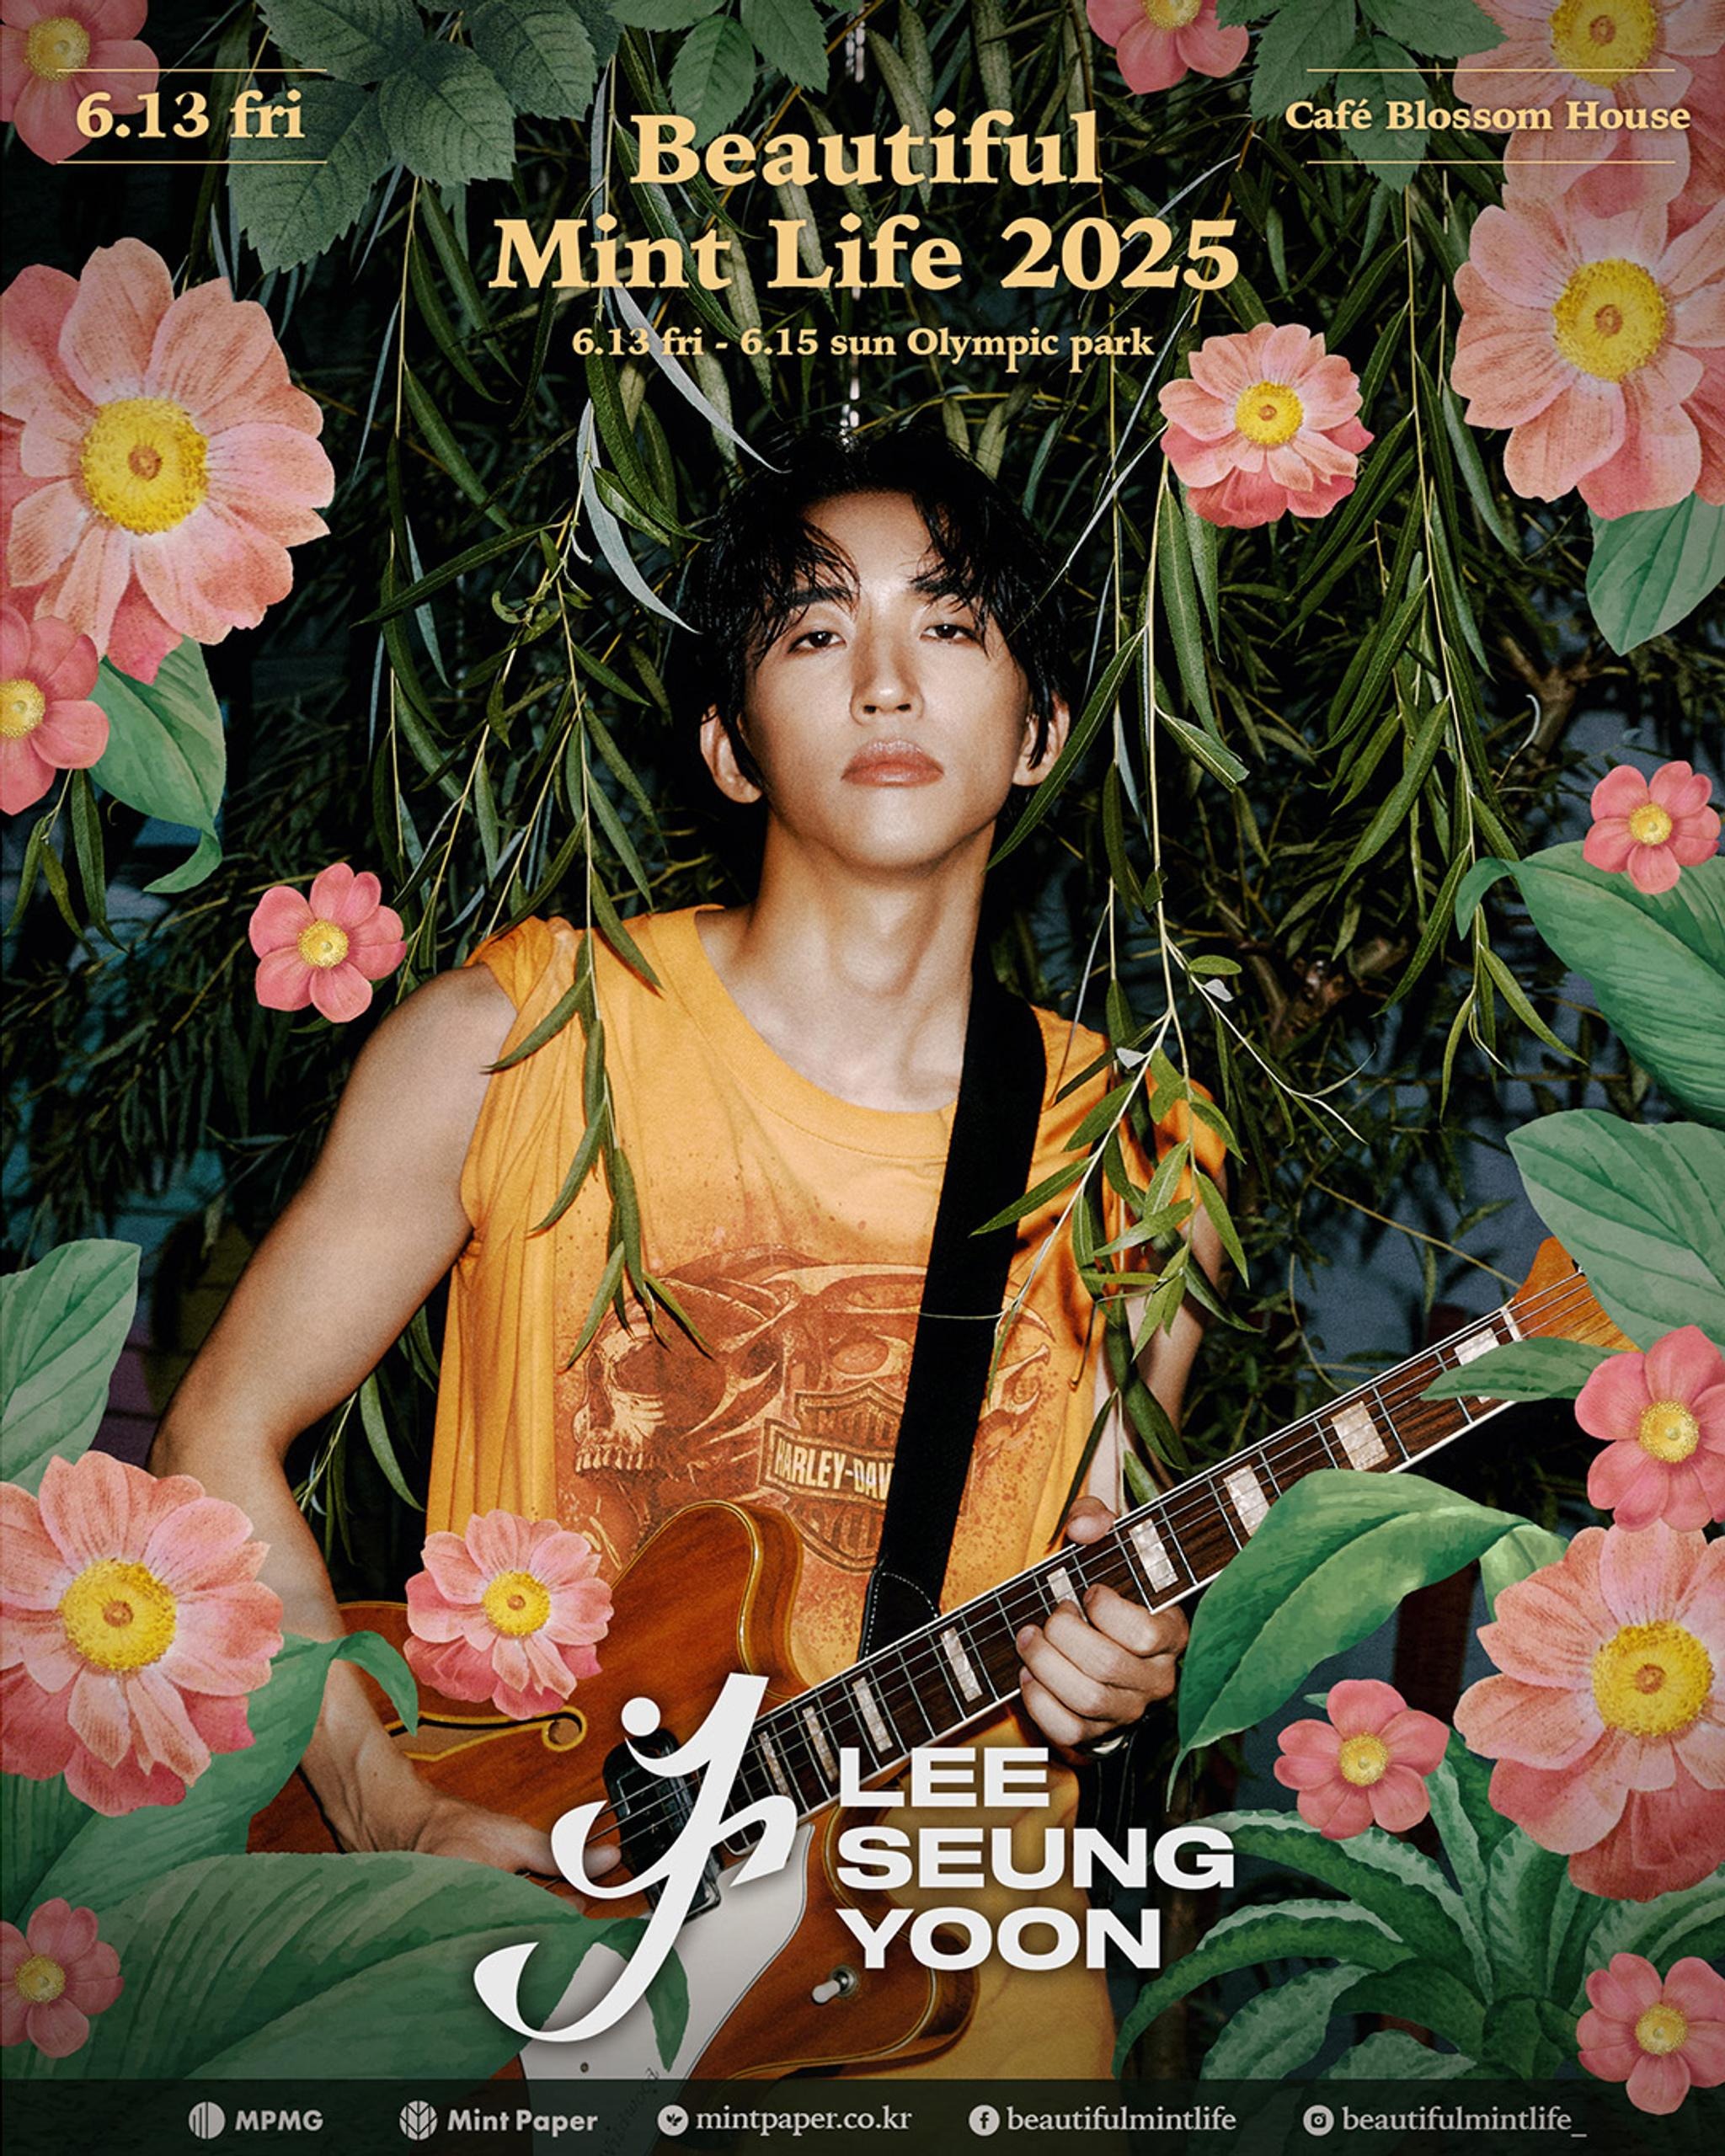 6.13 fri
Café Blossom House
Beautiful
Mint Life 2025
6.13 fri - 6.15 sun Olympic park
HARLEY-DAV
LEE
SEUNG
YOON
MPMG
Mint Paper
mintpaper.co.kr
beautifulmintlife
beautifulmintlife_